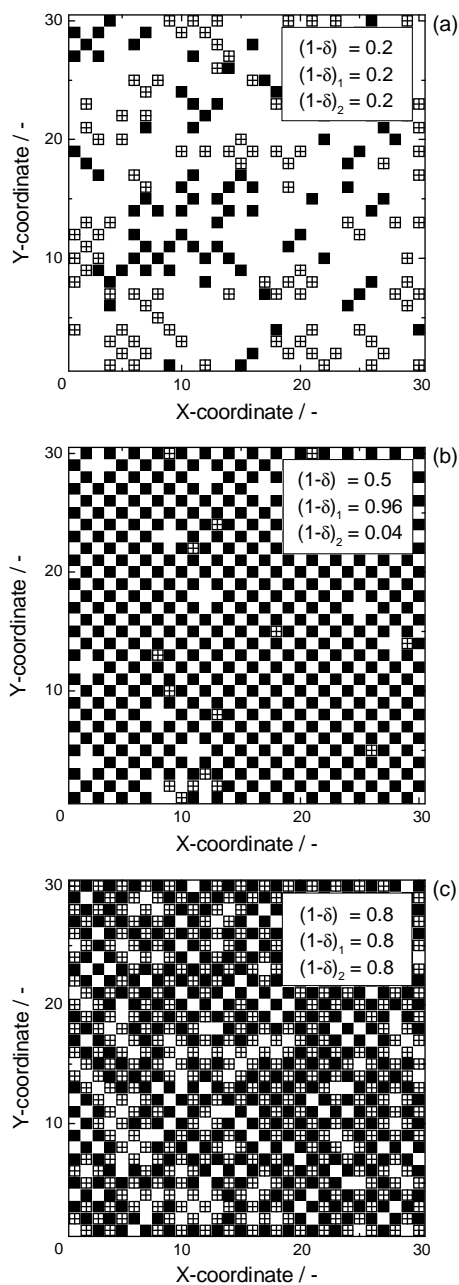 30
(a)
(1-δ) = 0.2
(1-δ)1 = 0.2
(1-δ)2 = 0.2
20
Y-coordinate / -
10
0
10
20
30
X-coordinate / -
30
(b)
(1-δ) = 0.5
(1-δ)1 = 0.96
(1-δ)2 = 0.04
20
Y-coordinate / -
10
0
10
20
30
X-coordinate / -
30
(c)
(1-δ) = 0.8
(1-δ)1 = 0.8
(1-δ)2 = 0.8
20
Y-coordinate / -
10
0
10
20
30
X-coordinate / -